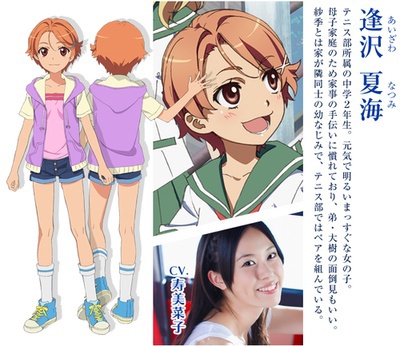 逢沢 夏海
あいざわ なつみ
テニス部所属の中学2年生。元気で明るいまっすぐな女の子。
母子家庭のため家事の手伝いに慣れており、弟・大樹の面倒見もいい。
紗季とは家が隣同士の幼なじみで、テニス部ではペアを組んでいる。
CV.寿美菜子